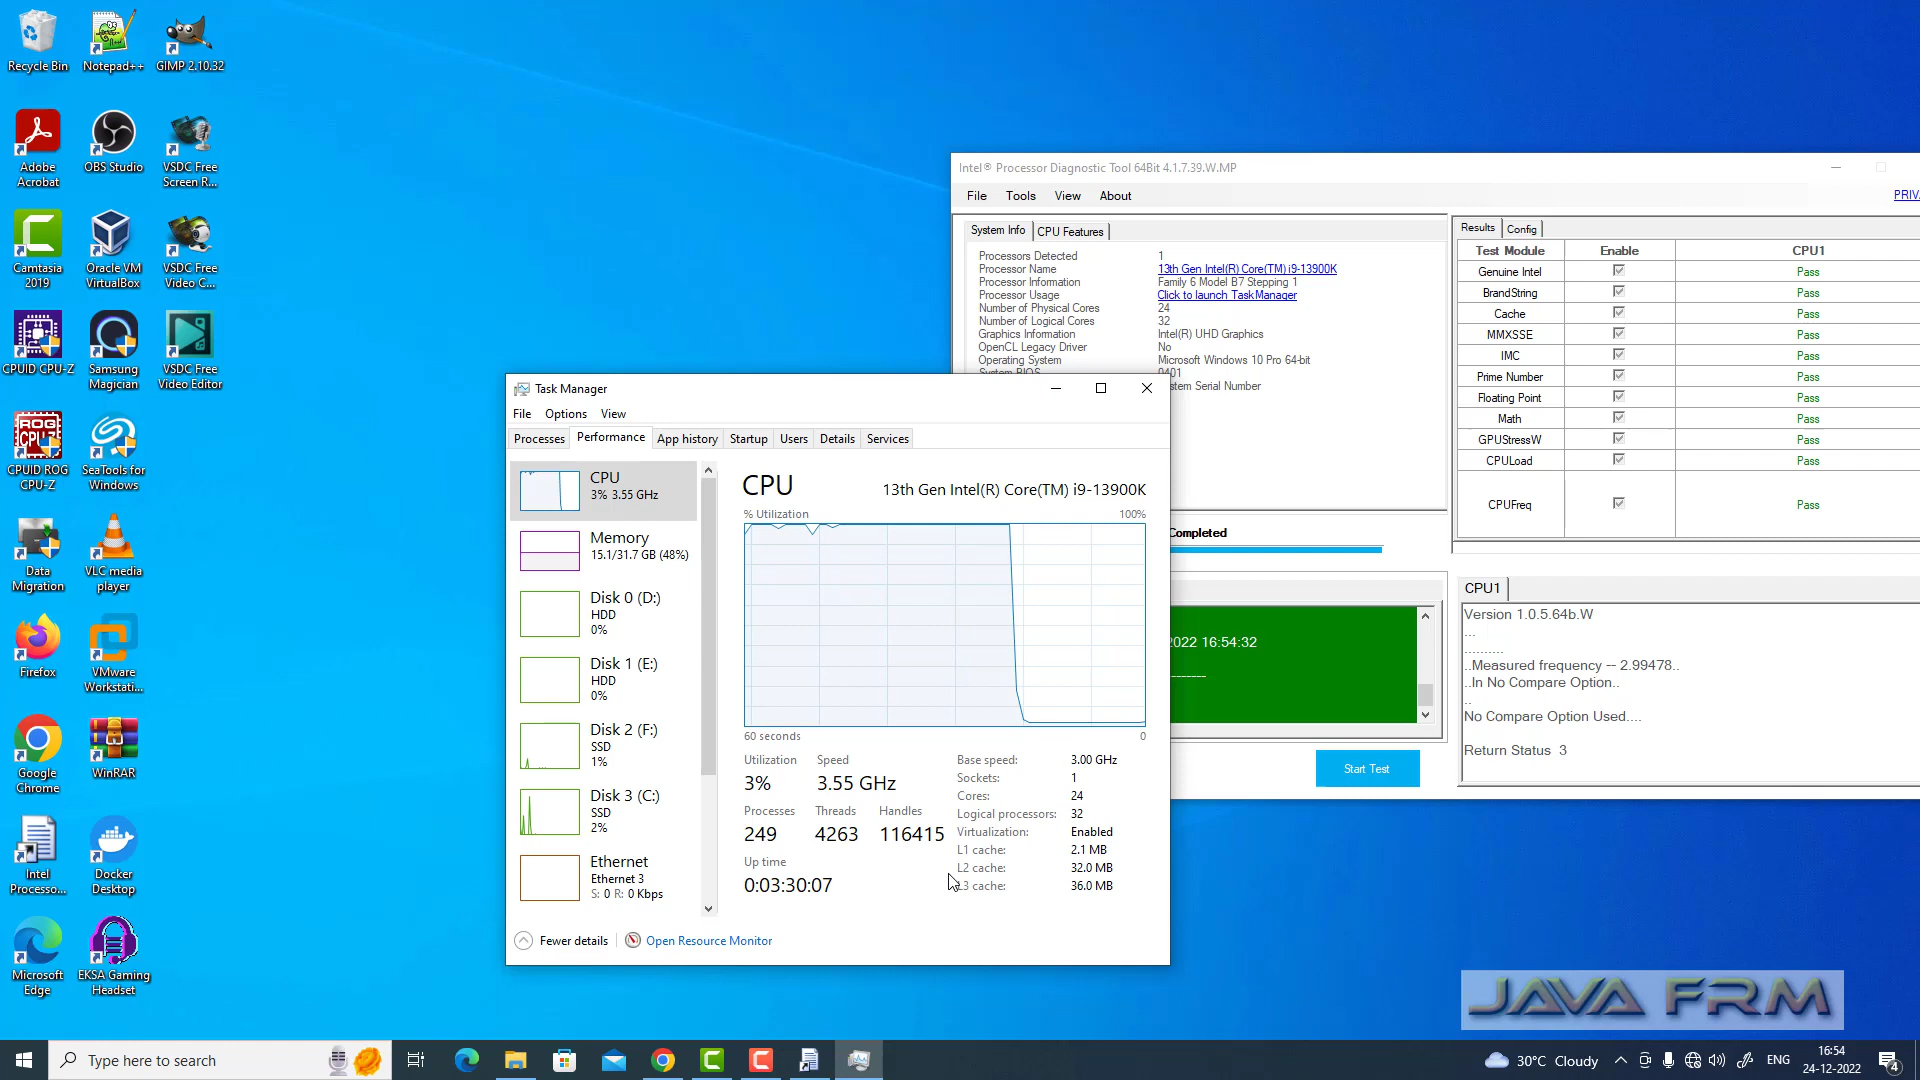 Recycle Bin
Notepad++
GIMP 2.10.32
Adobe
Acrobat
OBS Studio
VSDC Free
Screen R...
Camtasia
2019
Oracle VM
VirtualBox
VSDC Free
Video C...
CPUID CPU-Z
Samsung
Magician
VSDC Free
Video Editor
ROG
CPU-Z
CPUID ROG
CPU-Z
SeaTools for
Windows
Data
Migration
VLC media
player
Firefox
VMware
Workstati...
Google
Chrome
WinRAR
Intel
Processo...
Docker
Desktop
Microsoft
Edge
EKSA Gaming
Headset
Intel® Processor Diagnostic Tool 64Bit 4.1.7.39.W.MP
File Tools View About
PRIV
System Info CPU Features
Processors Detected 1
Processor Name 13th Gen Intel(R) Core(TM) i9-13900K
Processor Information Family 6 Model B7 Stepping 1
Processor Usage Click to launch TaskManager
Number of Physical Cores 24
Number of Logical Cores 32
Graphics Information Intel(R) UHD Graphics
OpenCL Legacy Driver No
Operating System Microsoft Windows 10 Pro 64-bit
System BIOS 0401
stem Serial Number
Results Config
Test Module Enable CPU1
Genuine Intel Pass
BrandString Pass
Cache Pass
MMXSSE Pass
IMC Pass
Prime Number Pass
Floating Point Pass
Math Pass
GPUStressW Pass
CPULoad Pass
CPUFreq Pass
Completed
2022 16:54:32
--------
Start Test
CPU1
Version 1.0.5.64b.W
...
..........
..Measured frequency -- 2.99478..
..In No Compare Option..
..
No Compare Option Used....
Return Status 3
Task Manager
File Options View
Processes Performance App history Startup Users Details Services
CPU
3% 3.55 GHz
Memory
15.1/31.7 GB (48%)
Disk 0 (D:)
HDD
0%
Disk 1 (E:)
HDD
0%
Disk 2 (F:)
SSD
1%
Disk 3 (C:)
SSD
2%
Ethernet
Ethernet 3
S: 0 R: 0 Kbps
CPU 13th Gen Intel(R) Core(TM) i9-13900K
% Utilization 100%
60 seconds 0
Utilization Speed
3% 3.55 GHz
Processes Threads Handles
249 4263 116415
Up time
0:03:30:07
Base speed: 3.00 GHz
Sockets: 1
Cores: 24
Logical processors: 32
Virtualization: Enabled
L1 cache: 2.1 MB
L2 cache: 32.0 MB
L3 cache: 36.0 MB
Fewer details Open Resource Monitor
JAVA FRM
Type here to search
30°C Cloudy
ENG
16:54
24-12-2022
4